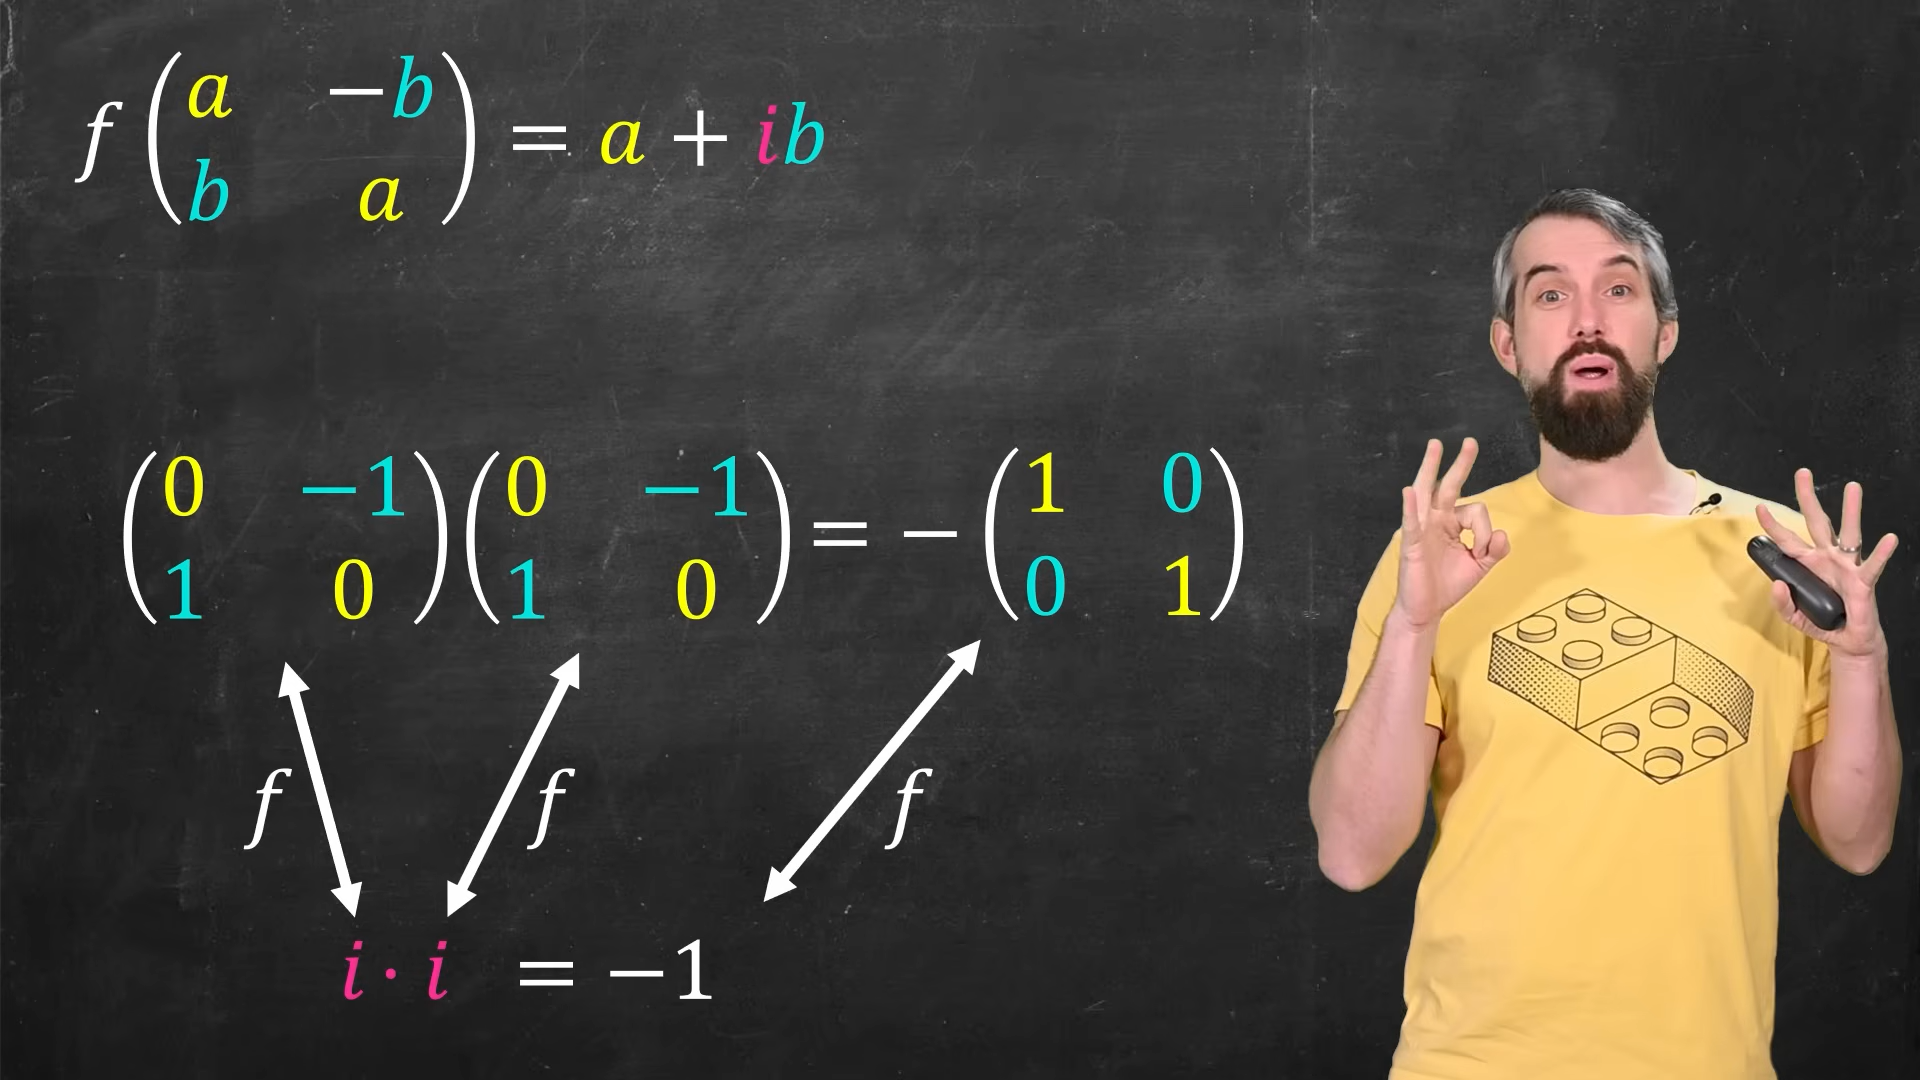 f (a −b
b a) = a + ib
(0 −1
1 0) (0 −1
1 0) = − (1 0
0 1)
f f f
i · i = −1